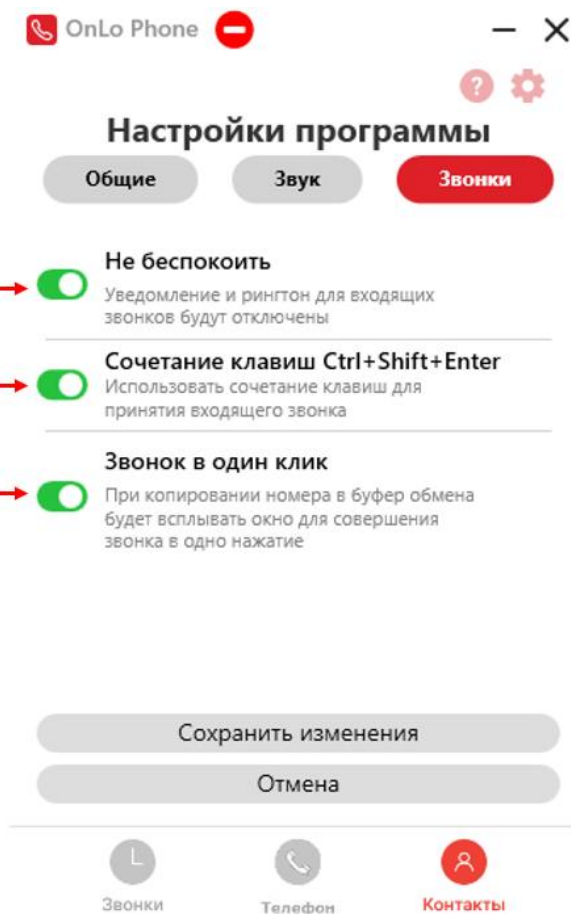 OnLo Phone
?
Настройки программы
Общие
Звук
Звонки
Не беспокоить
Уведомление и рингтон для входящих
звонков будут отключены
Сочетание клавиш Ctrl+Shift+Enter
Использовать сочетание клавиш для
принятия входящего звонка
Звонок в один клик
При копировании номера в буфер обмена
будет всплывать окно для совершения
звонка в одно нажатие
Сохранить изменения
Отмена
Звонки
Телефон
Контакты